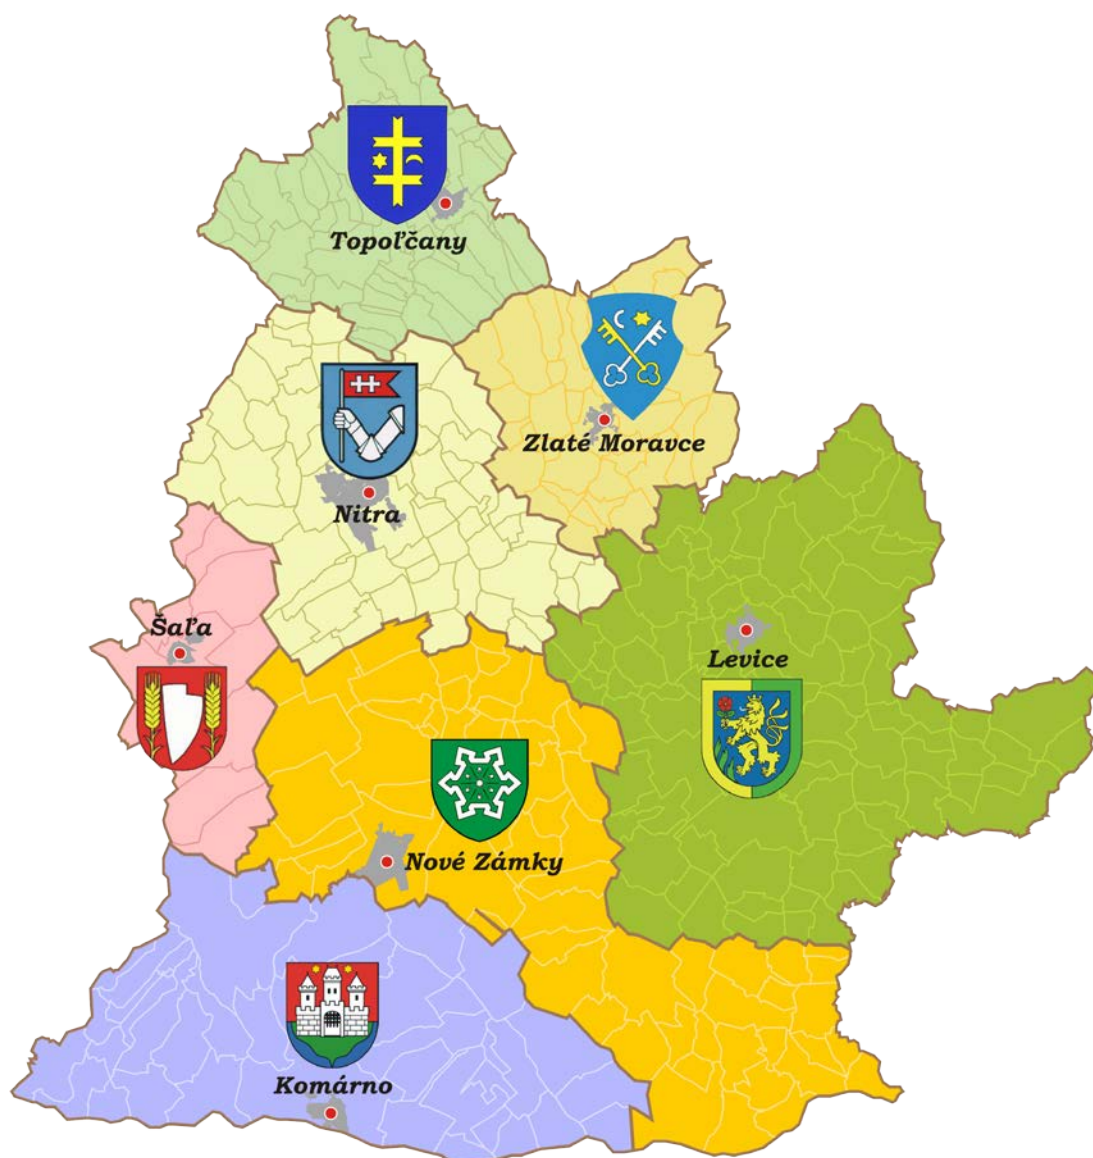 Topoľčany
Zlaté Moravce
Nitra
Šaľa
Levice
Nové Zámky
Komárno